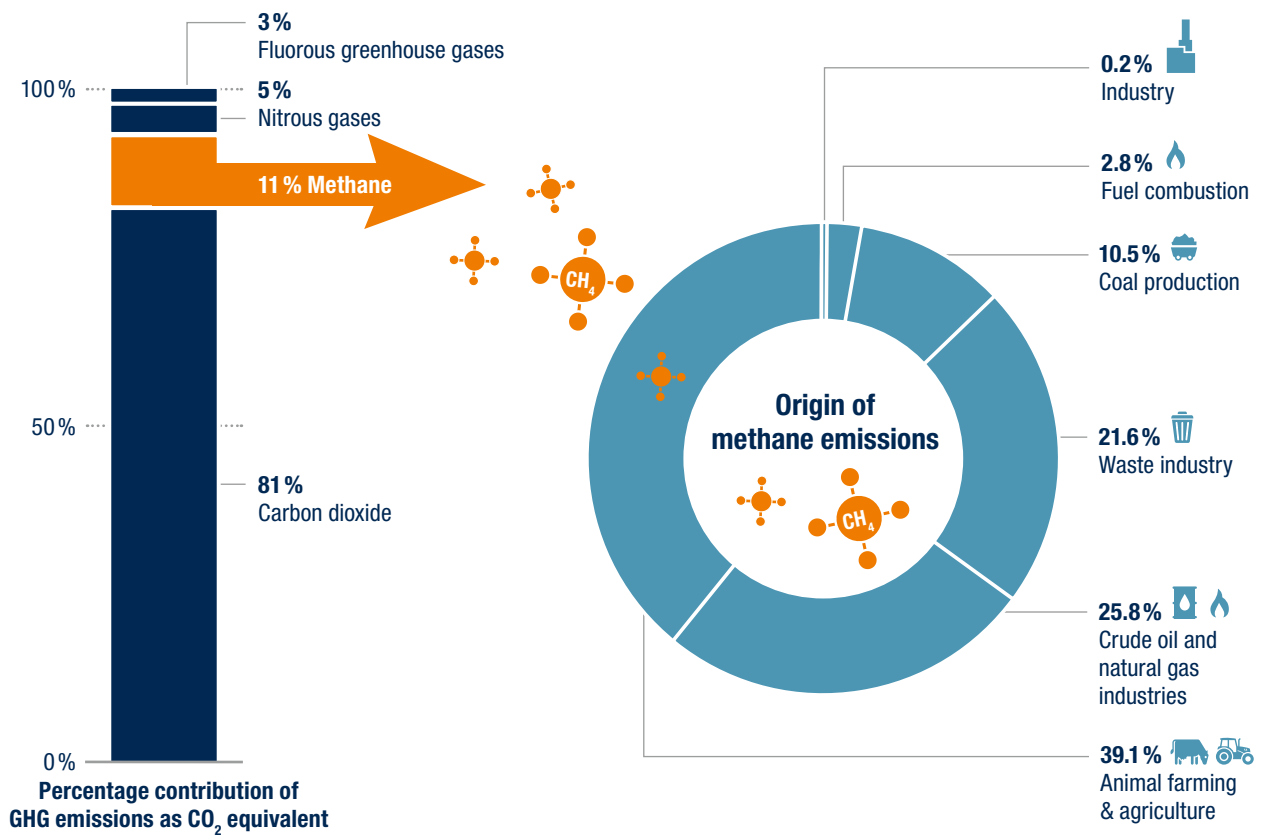 3 %
Fluorous greenhouse gases
100 %
5 %
Nitrous gases
11 % Methane
50 %
81 %
Carbon dioxide
0 %
Percentage contribution of
GHG emissions as CO₂ equivalent
CH₄
Origin of
methane emissions
CH₄
0.2 %
Industry
2.8 %
Fuel combustion
10.5 %
Coal production
21.6 %
Waste industry
25.8 %
Crude oil and
natural gas
industries
39.1 %
Animal farming
& agriculture